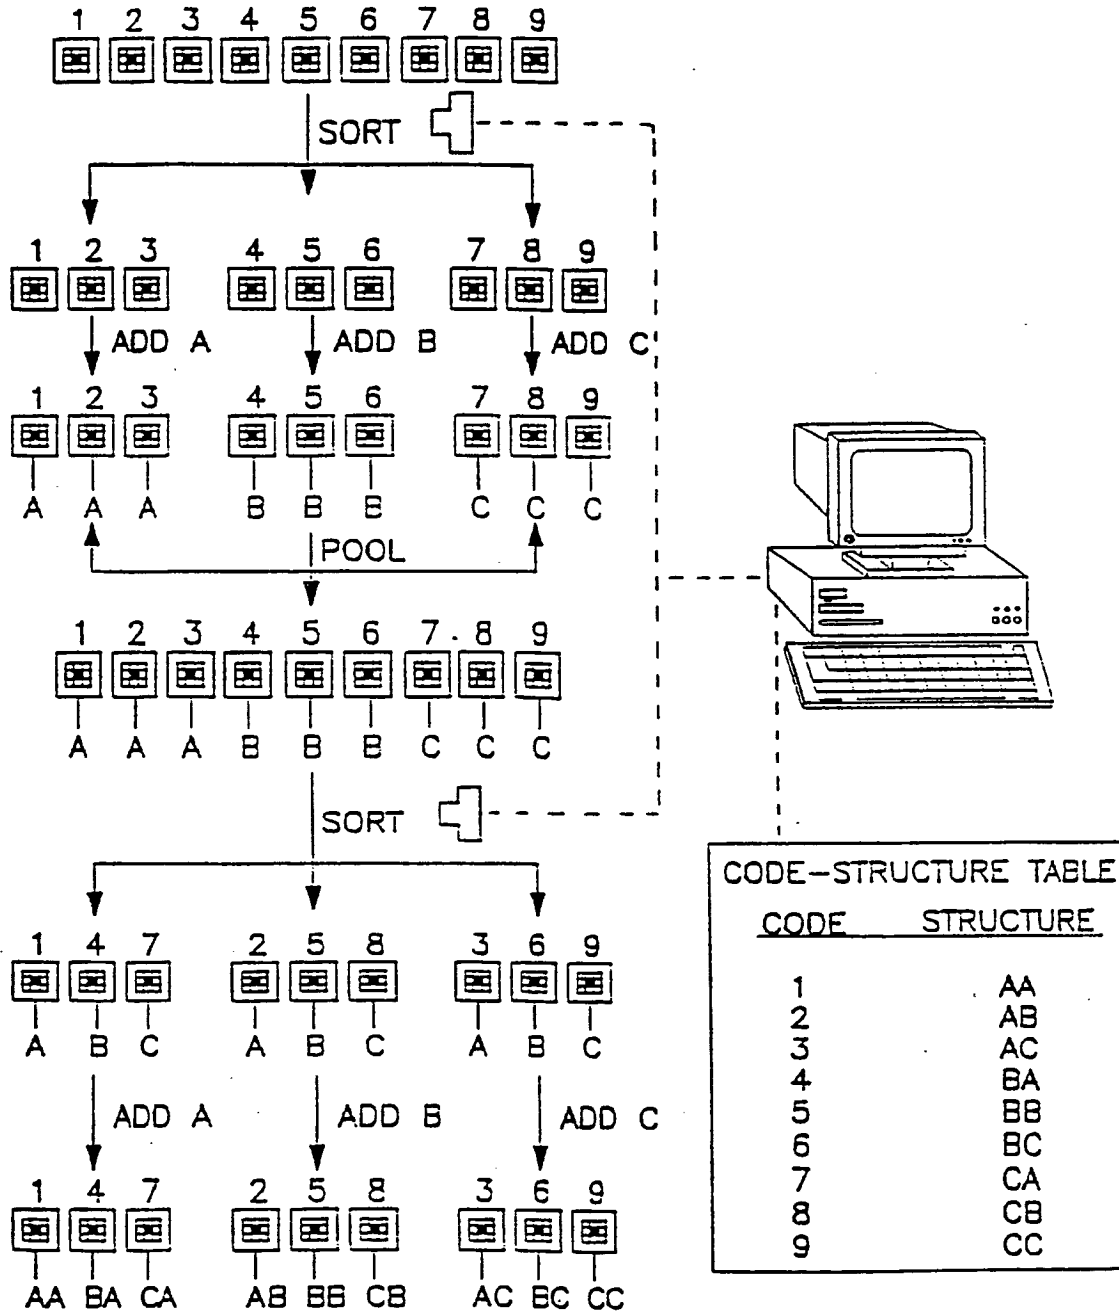 1 2 3 4 5 6 7 8 9
SORT
1 2 3 4 5 6 7 8 9
ADD A ADD B ADD C
1 2 3 4 5 6 7 8 9
A A A B B B C C C
POOL
1 2 3 4 5 6 7 8 9
A A A B B B C C C
SORT
1 4 7 2 5 8 3 6 9
A B C A B C A B C
ADD A ADD B ADD C
1 4 7 2 5 8 3 6 9
AA BA CA AB BB CB AC BC CC
CODE-STRUCTURE TABLE
CODE STRUCTURE
1 AA
2 AB
3 AC
4 BA
5 BB
6 BC
7 CA
8 CB
9 CC